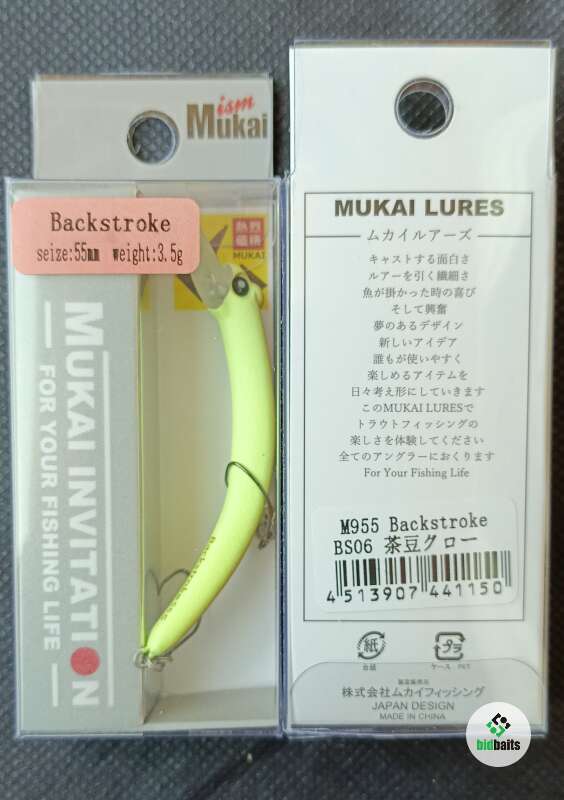 ism
Mukai
Backstroke
seize:55mm weight:3.5g
MUKAI
MUKAI INVITATION
FOR YOUR FISHING LIFE
MUKAI LURES
ムカイルアーズ
キャストする面白さ
ルアーを引く繊細さ
魚が掛かった時の喜び
そして興奮
夢のあるデザイン
新しいアイデア
誰もが使いやすく
楽しめるアイテムを
日々考え形にしていきます
このMUKAI LURESで
トラウトフィッシングの
楽しさを体験してください
全てのアングラーにおくります
For Your Fishing Life
M955 Backstroke
BS06 茶豆グロー
4 513907 441150
紙
台紙
プラ
ケース PET
製造販売元
株式会社ムカイフィッシング
JAPAN DESIGN
MADE IN CHINA
bidbaits